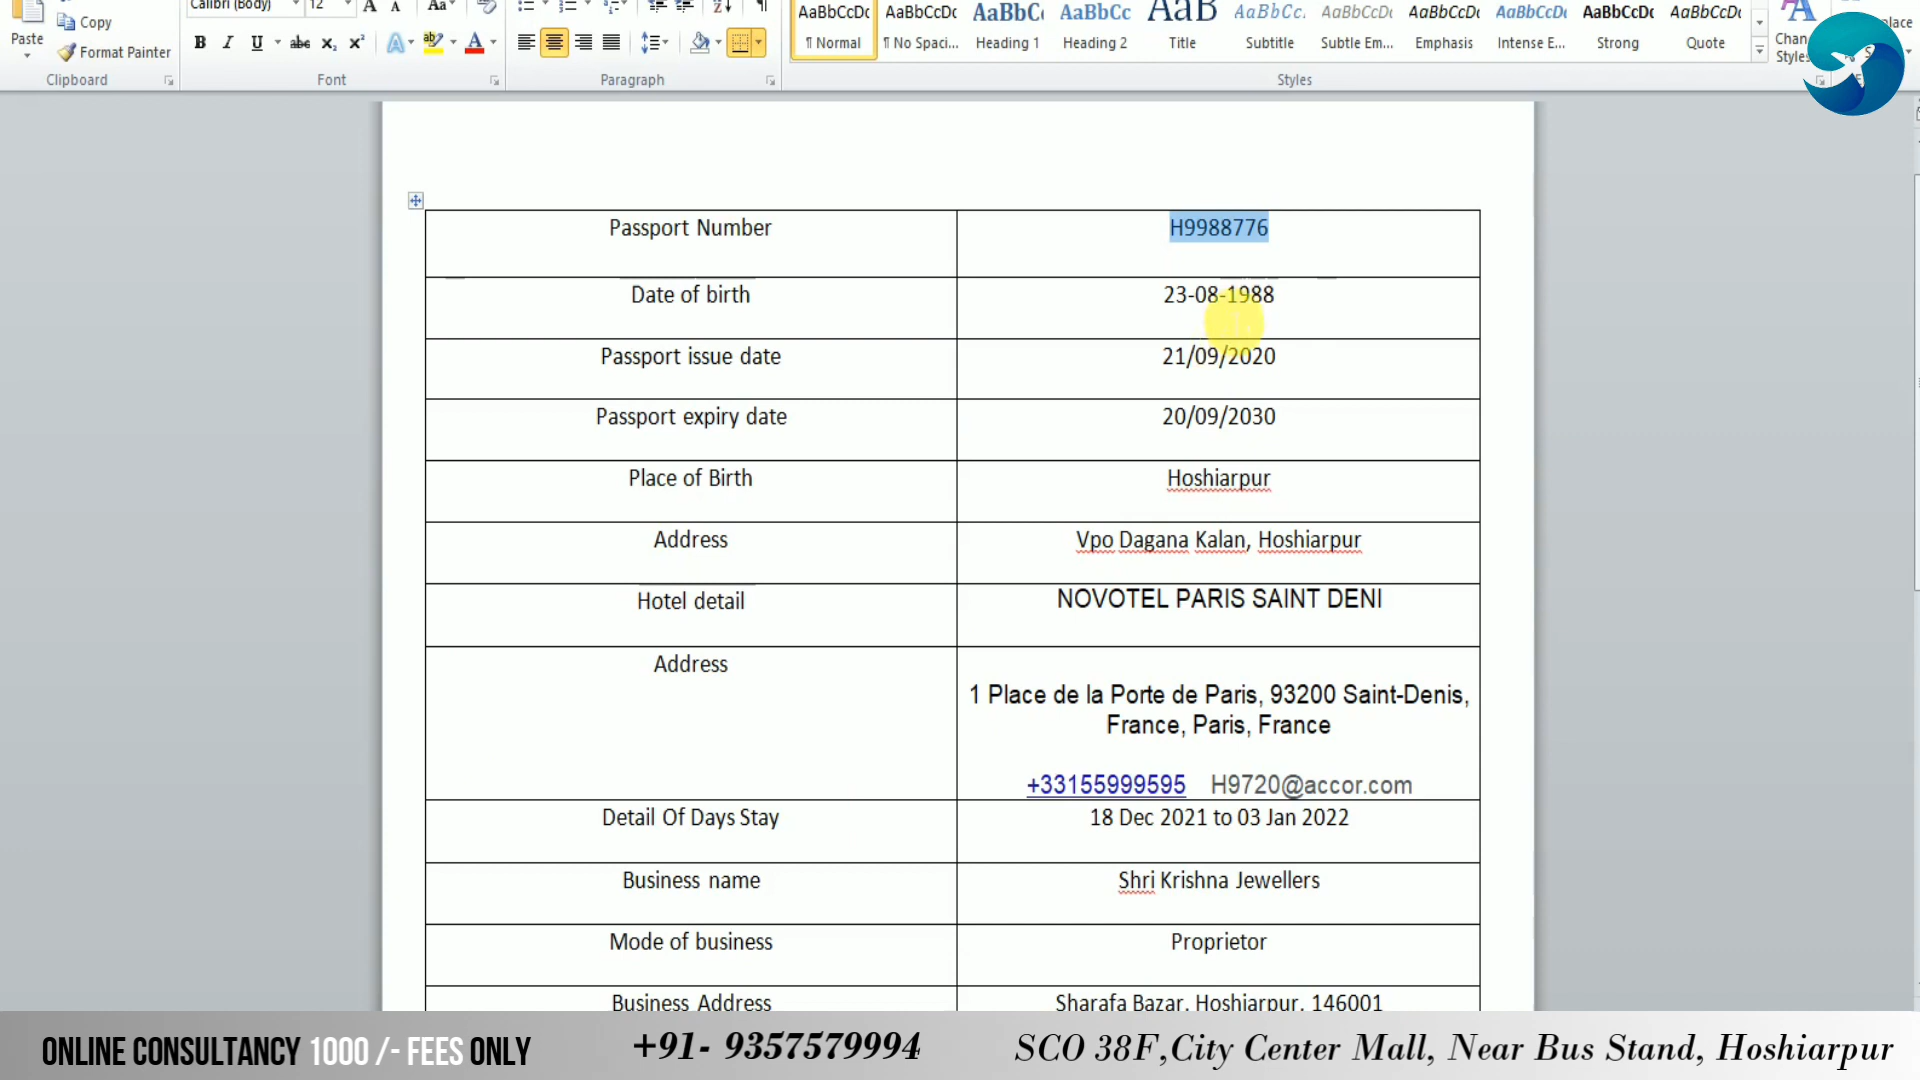 Calibri (Body) 12 A A Aa
Paste
Copy
Format Painter
B I U abc x₂ x² A ab A
AaBbCcDc AaBbCcDc AaBbC AaBbCc AaB AaBbCc. AaBbCcDc AaBbCcDc AaBbCcDc AaBbCcDc AaBbCcDc
¶ Normal ¶ No Spaci... Heading 1 Heading 2 Title Subtitle Subtle Em... Emphasis Intense E... Strong Quote
Styles
Clipboard Font Paragraph Styles
Passport Number H9988776
Date of birth 23-08-1988
Passport issue date 21/09/2020
Passport expiry date 20/09/2030
Place of Birth Hoshiarpur
Address Vpo Dagana Kalan, Hoshiarpur
Hotel detail NOVOTEL PARIS SAINT DENI
Address
1 Place de la Porte de Paris, 93200 Saint-Denis,
France, Paris, France
+33155999595 H9720@accor.com
Detail Of Days Stay 18 Dec 2021 to 03 Jan 2022
Business name Shri Krishna Jewellers
Mode of business Proprietor
Business Address Sharafa Bazar, Hoshiarpur, 146001
ONLINE CONSULTANCY 1000 /- FEES ONLY +91- 9357579994 SCO 38F,City Center Mall, Near Bus Stand, Hoshiarpur